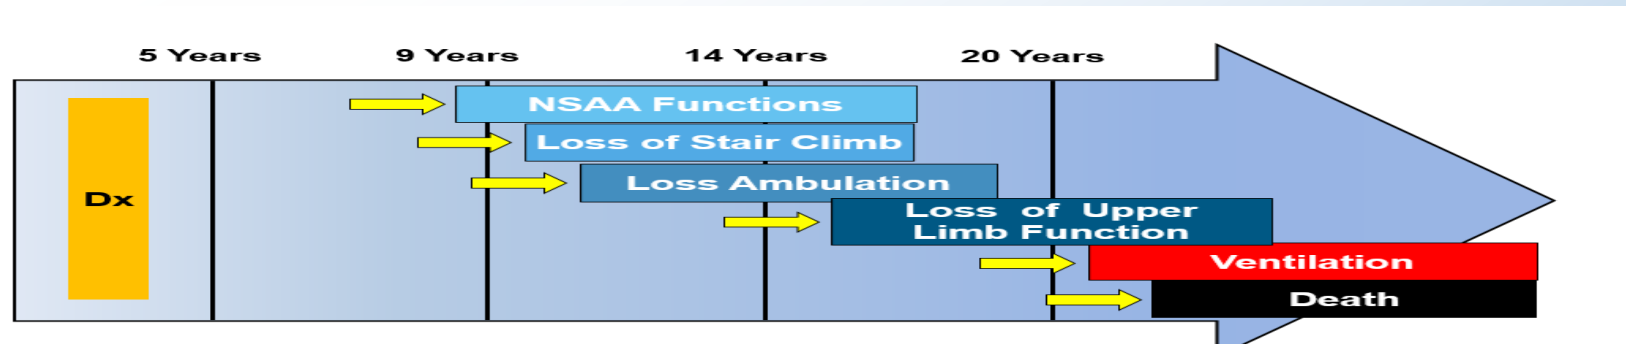 5 Years
9 Years
14 Years
20 Years
Dx
NSAA Functions
Loss of Stair Climb
Loss Ambulation
Loss of Upper
Limb Function
Ventilation
Death